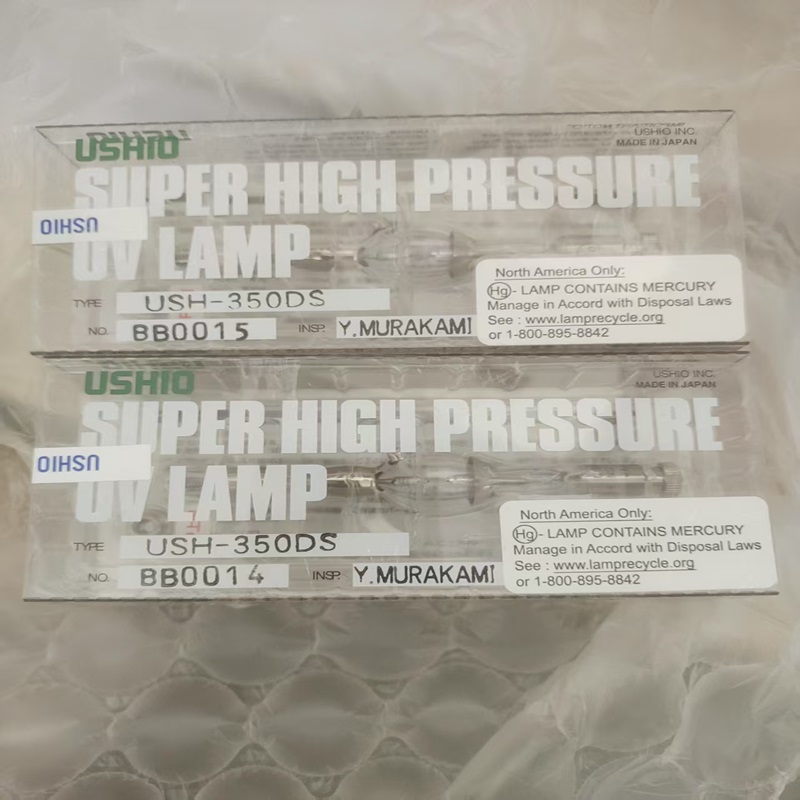 USHIO
USHIO INC.
MADE IN JAPAN
SUPER HIGH PRESSURE
USHIO
UV LAMP
TYPE USH-350DS
NO. BB0015 INSP. Y.MURAKAMI
North America Only:
Hg - LAMP CONTAINS MERCURY
Manage in Accord with Disposal Laws
See : www.lamprecycle.org
or 1-800-895-8842
USHIO
USHIO INC.
MADE IN JAPAN
SUPER HIGH PRESSURE
USHIO
UV LAMP
TYPE USH-350DS
NO. BB0014 INSP. Y.MURAKAMI
North America Only:
Hg - LAMP CONTAINS MERCURY
Manage in Accord with Disposal Laws
See : www.lamprecycle.org
or 1-800-895-8842